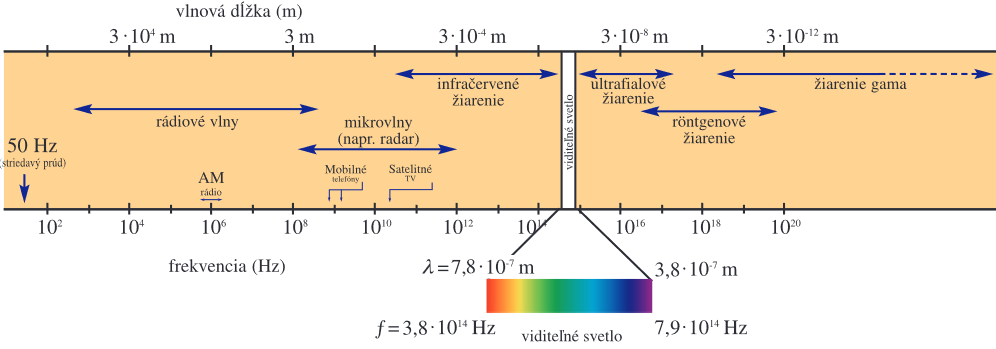 vlnová dĺžka (m)
3·10⁴ m
3 m
3·10⁻⁴ m
3·10⁻⁸ m
3·10⁻¹² m
infračervené
žiarenie
ultrafialové
žiarenie
žiarenie gama
viditeľné svetlo
rádiové vlny
mikrovlny
(napr. radar)
röntgenové
žiarenie
50 Hz
(striedavý prúd)
AM
rádio
Mobilné
telefóny
Satelitné
TV
10²
10⁴
10⁶
10⁸
10¹⁰
10¹²
10¹⁴
10¹⁶
10¹⁸
10²⁰
frekvencia (Hz)
λ=7,8·10⁻⁷ m
3,8·10⁻⁷ m
f=3,8·10¹⁴ Hz
viditeľné svetlo
7,9·10¹⁴ Hz